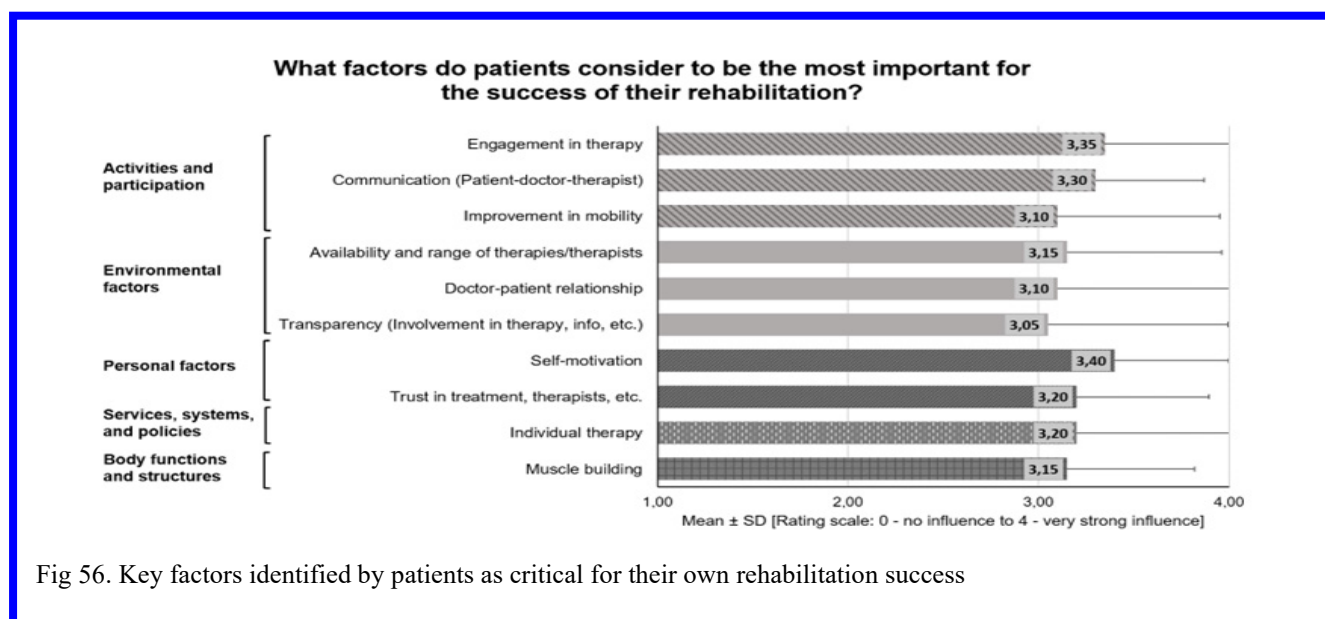 What factors do patients consider to be the most important for
the success of their rehabilitation?
Activities and
participation
Engagement in therapy
3,35
Communication (Patient-doctor-therapist)
3,30
Improvement in mobility
3,10
Environmental
factors
Availability and range of therapies/therapists
3,15
Doctor-patient relationship
3,10
Transparency (Involvement in therapy, info, etc.)
3,05
Personal factors
Self-motivation
3,40
Trust in treatment, therapists, etc.
3,20
Services, systems,
and policies
Individual therapy
3,20
Body functions
and structures
Muscle building
3,15
1,00 2,00 3,00 4,00
Mean ± SD [Rating scale: 0 - no influence to 4 - very strong influence]
Fig 56. Key factors identified by patients as critical for their own rehabilitation success